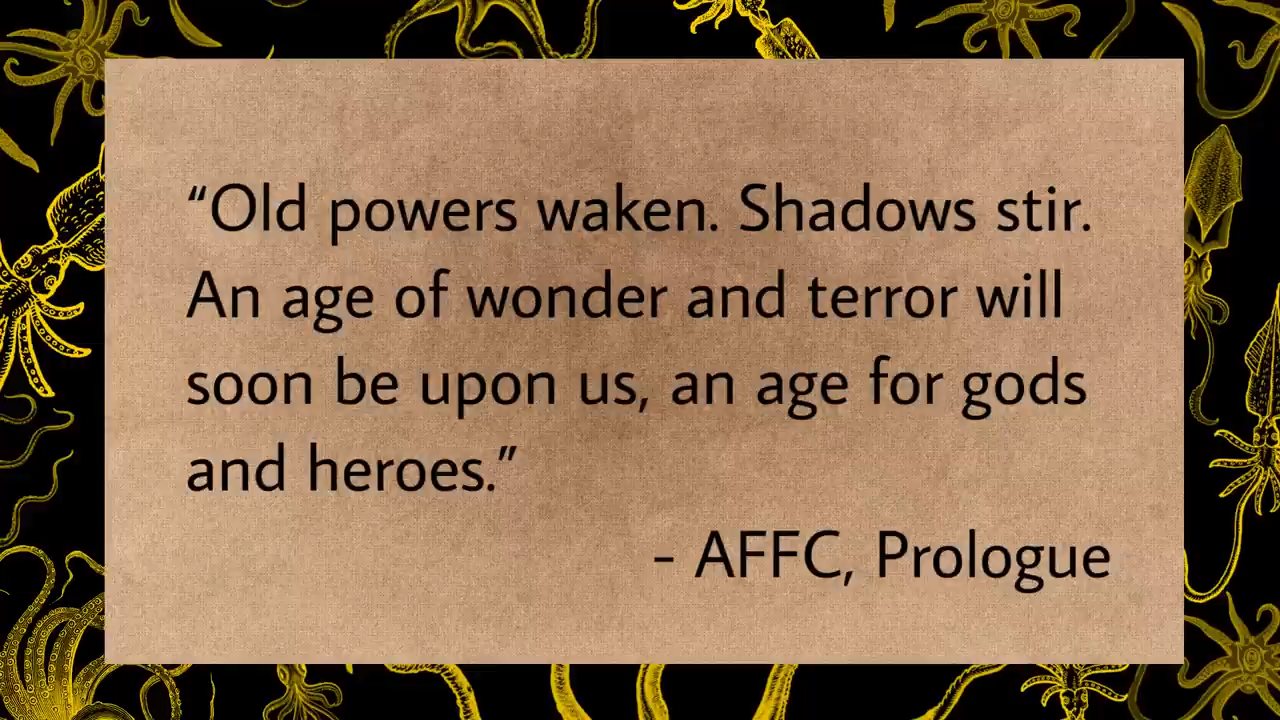 “Old powers waken. Shadows stir.
An age of wonder and terror will
soon be upon us, an age for gods
and heroes.”
- AFFC, Prologue